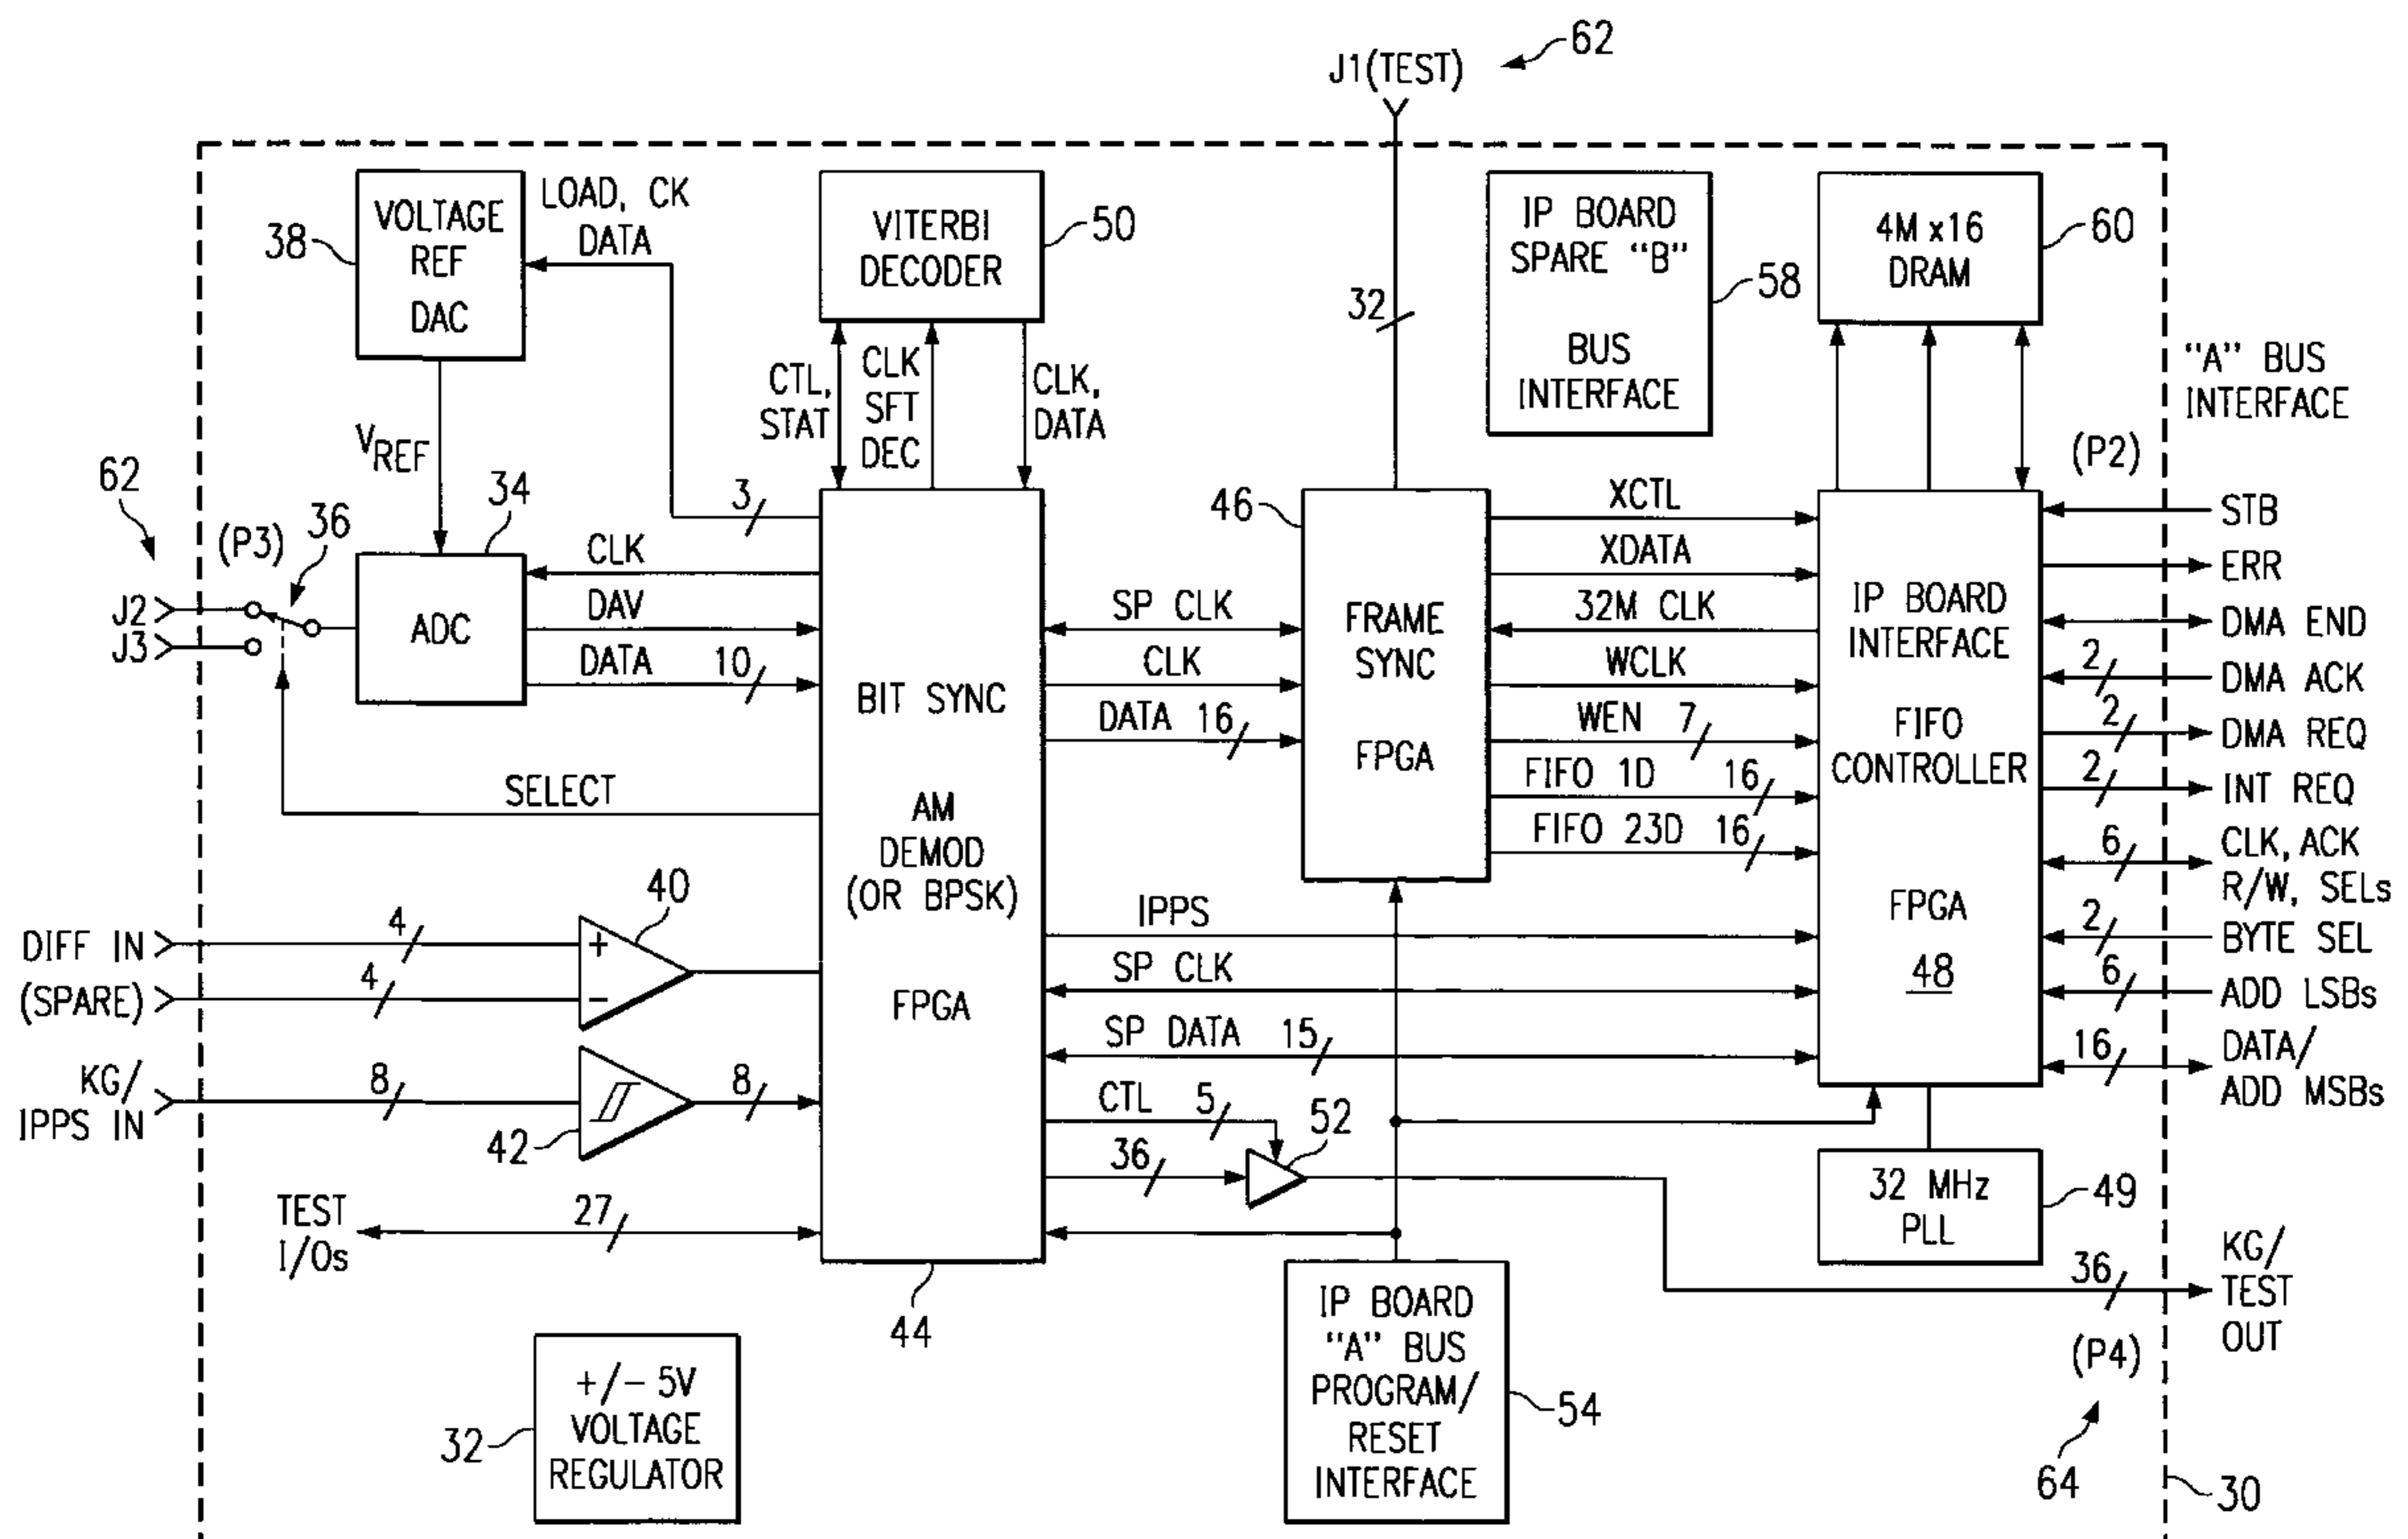 62
J1(TEST)
VOLTAGE
REF
DAC
38
LOAD, CK
DATA
VITERBI
DECODER
50
32
IP BOARD
SPARE "B"
BUS
INTERFACE
58
4M x16
DRAM
60
"A" BUS
INTERFACE
(P2)
VREF
CTL,
STAT
CLK
SFT
DEC
CLK,
DATA
62
(P3)
36
34
J2
J3
ADC
3
CLK
DAV
DATA 10
SELECT
BIT SYNC
AM
DEMOD
(OR BPSK)
FPGA
44
SP CLK
CLK
DATA 16
46
FRAME
SYNC
FPGA
XCTL
XDATA
32M CLK
WCLK
WEN 7
FIFO 1D 16
FIFO 23D 16
IP BOARD
INTERFACE
FIFO
CONTROLLER
FPGA
48
STB
ERR
DMA END
2 DMA ACK
2 DMA REQ
2 INT REQ
6 CLK, ACK
R/W, SELs
2 BYTE SEL
6 ADD LSBs
16 DATA/
ADD MSBs
DIFF IN
(SPARE)
4
4
+
−
40
KG/
IPPS IN
8
42
8
TEST
I/Os
27
IPPS
SP CLK
SP DATA 15
CTL 5
36
52
32 MHz
PLL
49
36
KG/
TEST
OUT
(P4)
64
30
32
+/− 5V
VOLTAGE
REGULATOR
IP BOARD
"A" BUS
PROGRAM/
RESET
INTERFACE
54